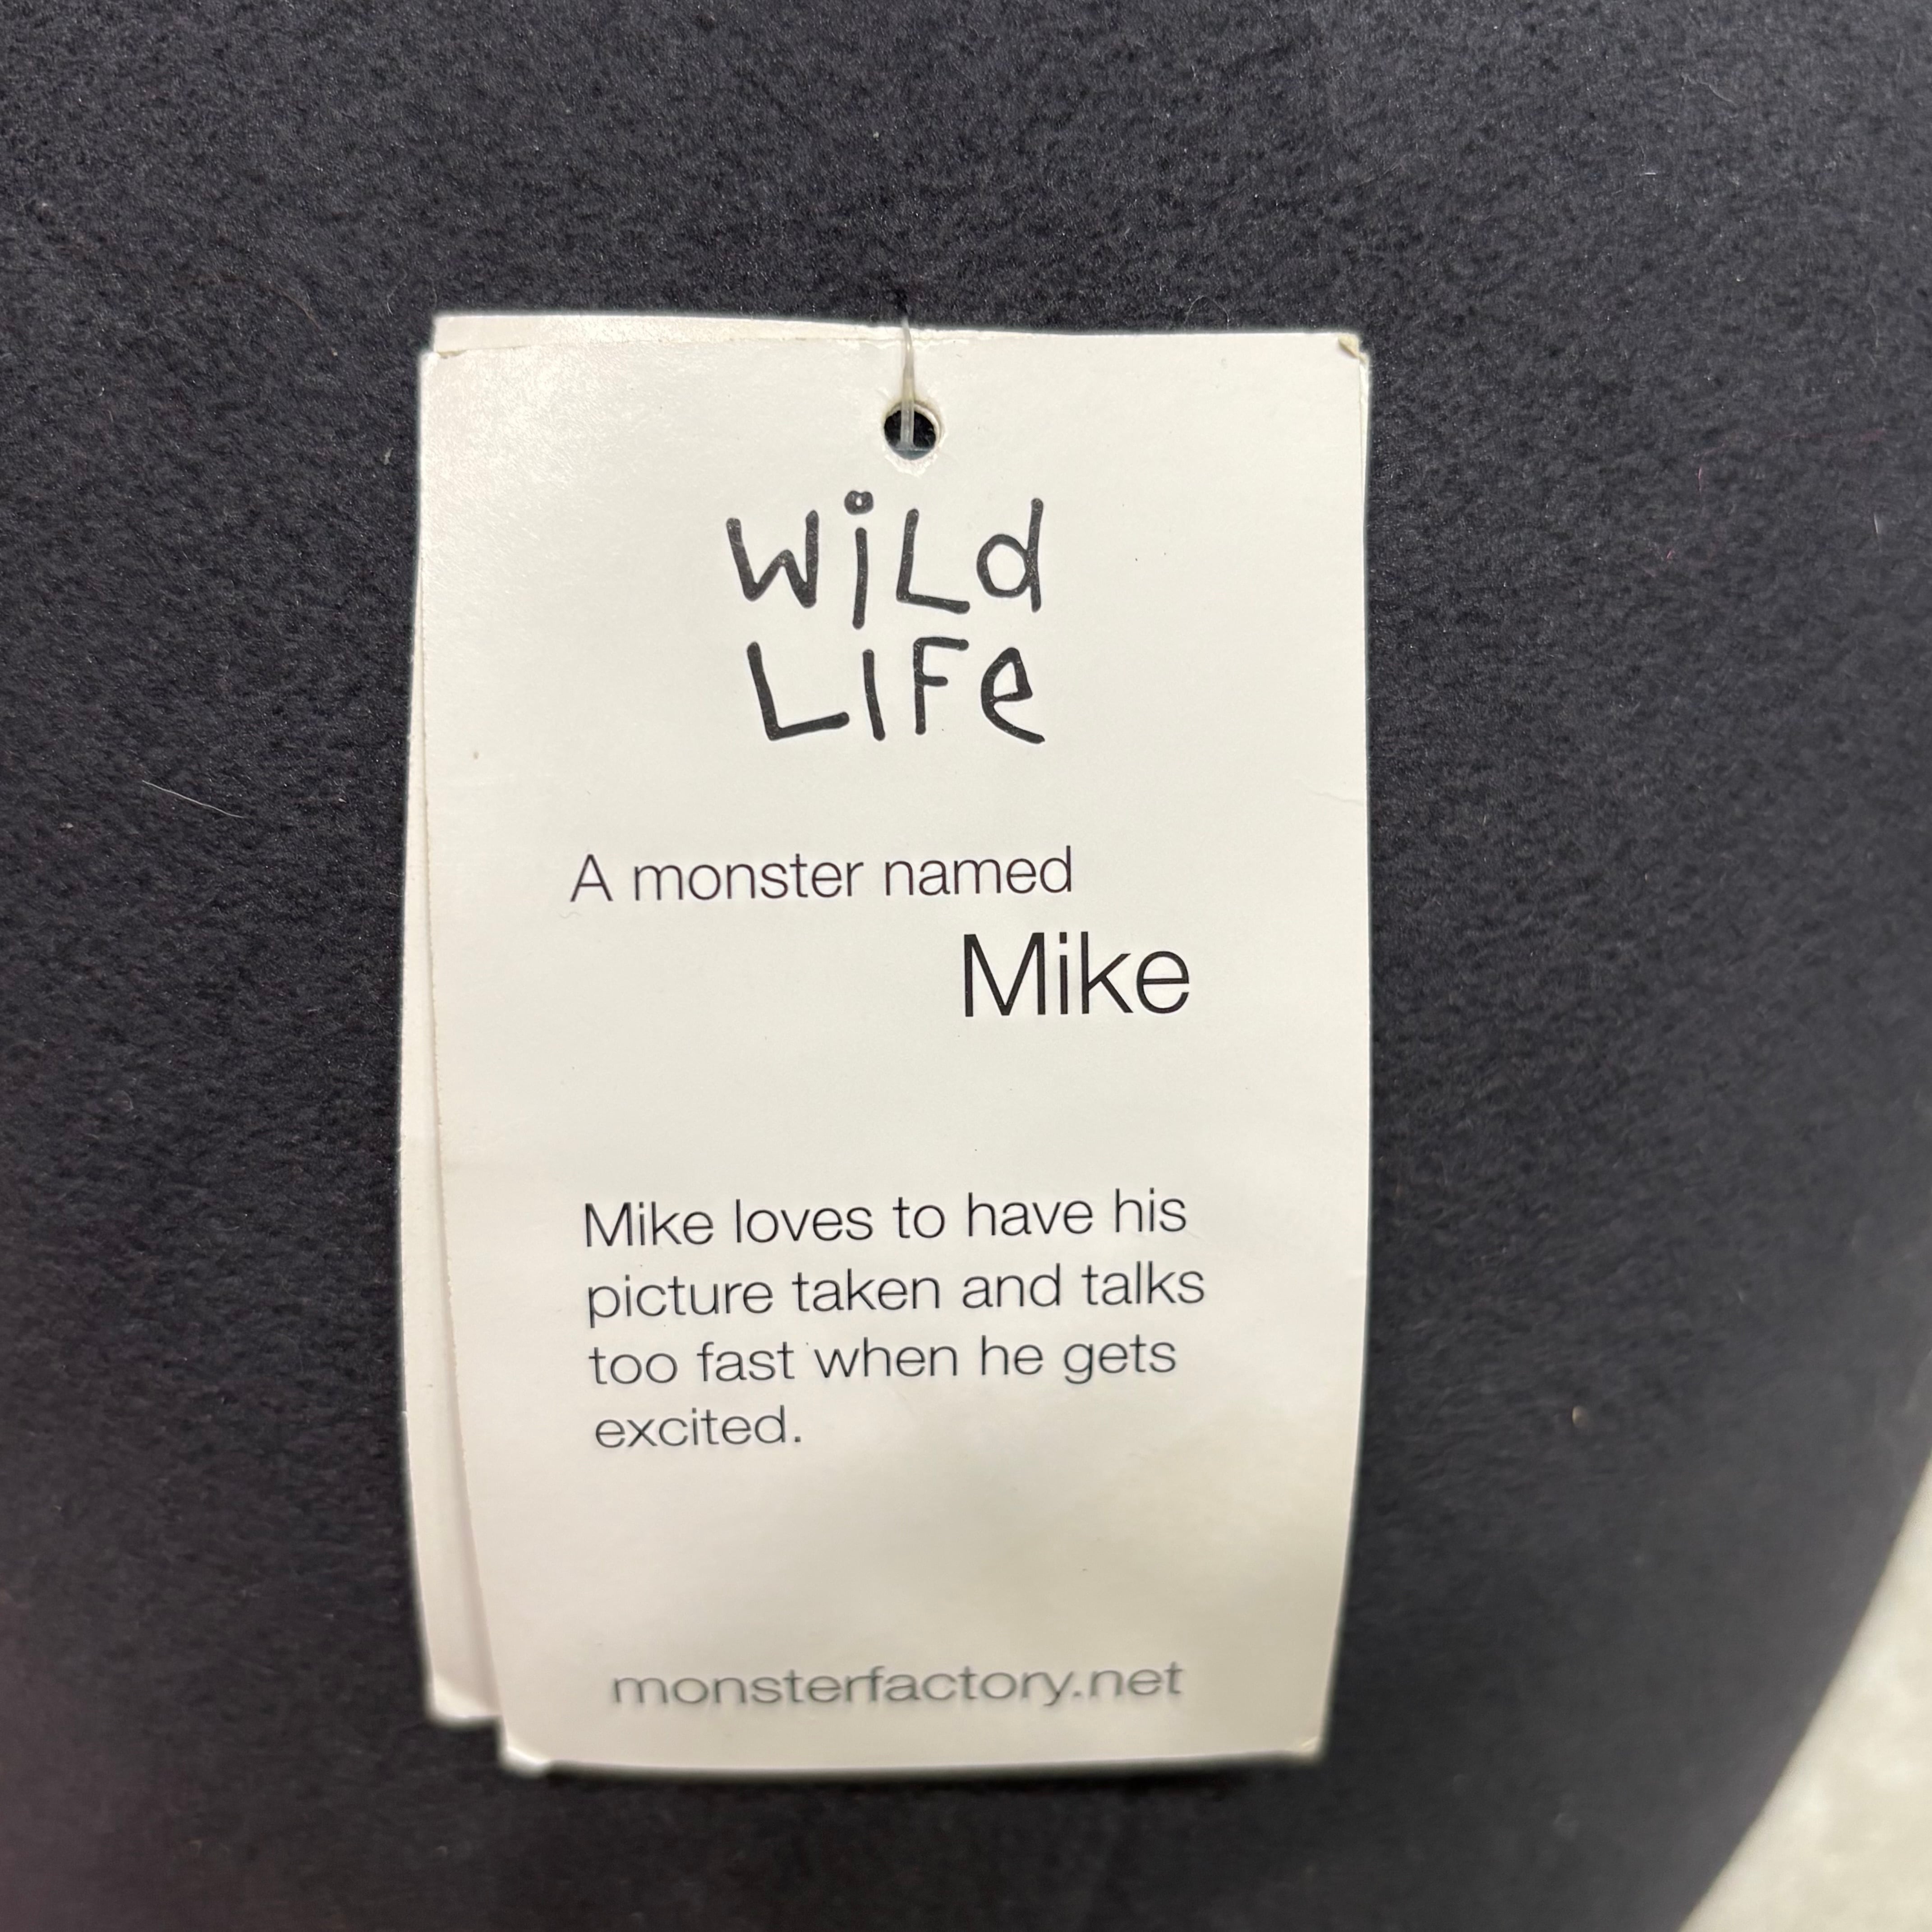 WiLd
LIFe
A monster named
Mike
Mike loves to have his
picture taken and talks
too fast when he gets
excited.
monsterfactory.net